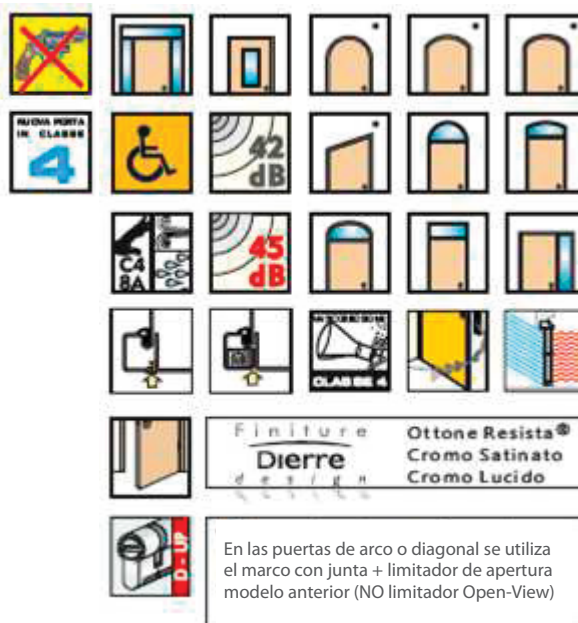 NUOVA PORTA
IN CLASSE
4
42
dB
C4
8A
45
dB
CLASSE 4
Finiture
Dierre
design
Ottone Resista®
Cromo Satinato
Cromo Lucido
D-UP
En las puertas de arco o diagonal se utiliza
el marco con junta + limitador de apertura
modelo anterior (NO limitador Open-View)